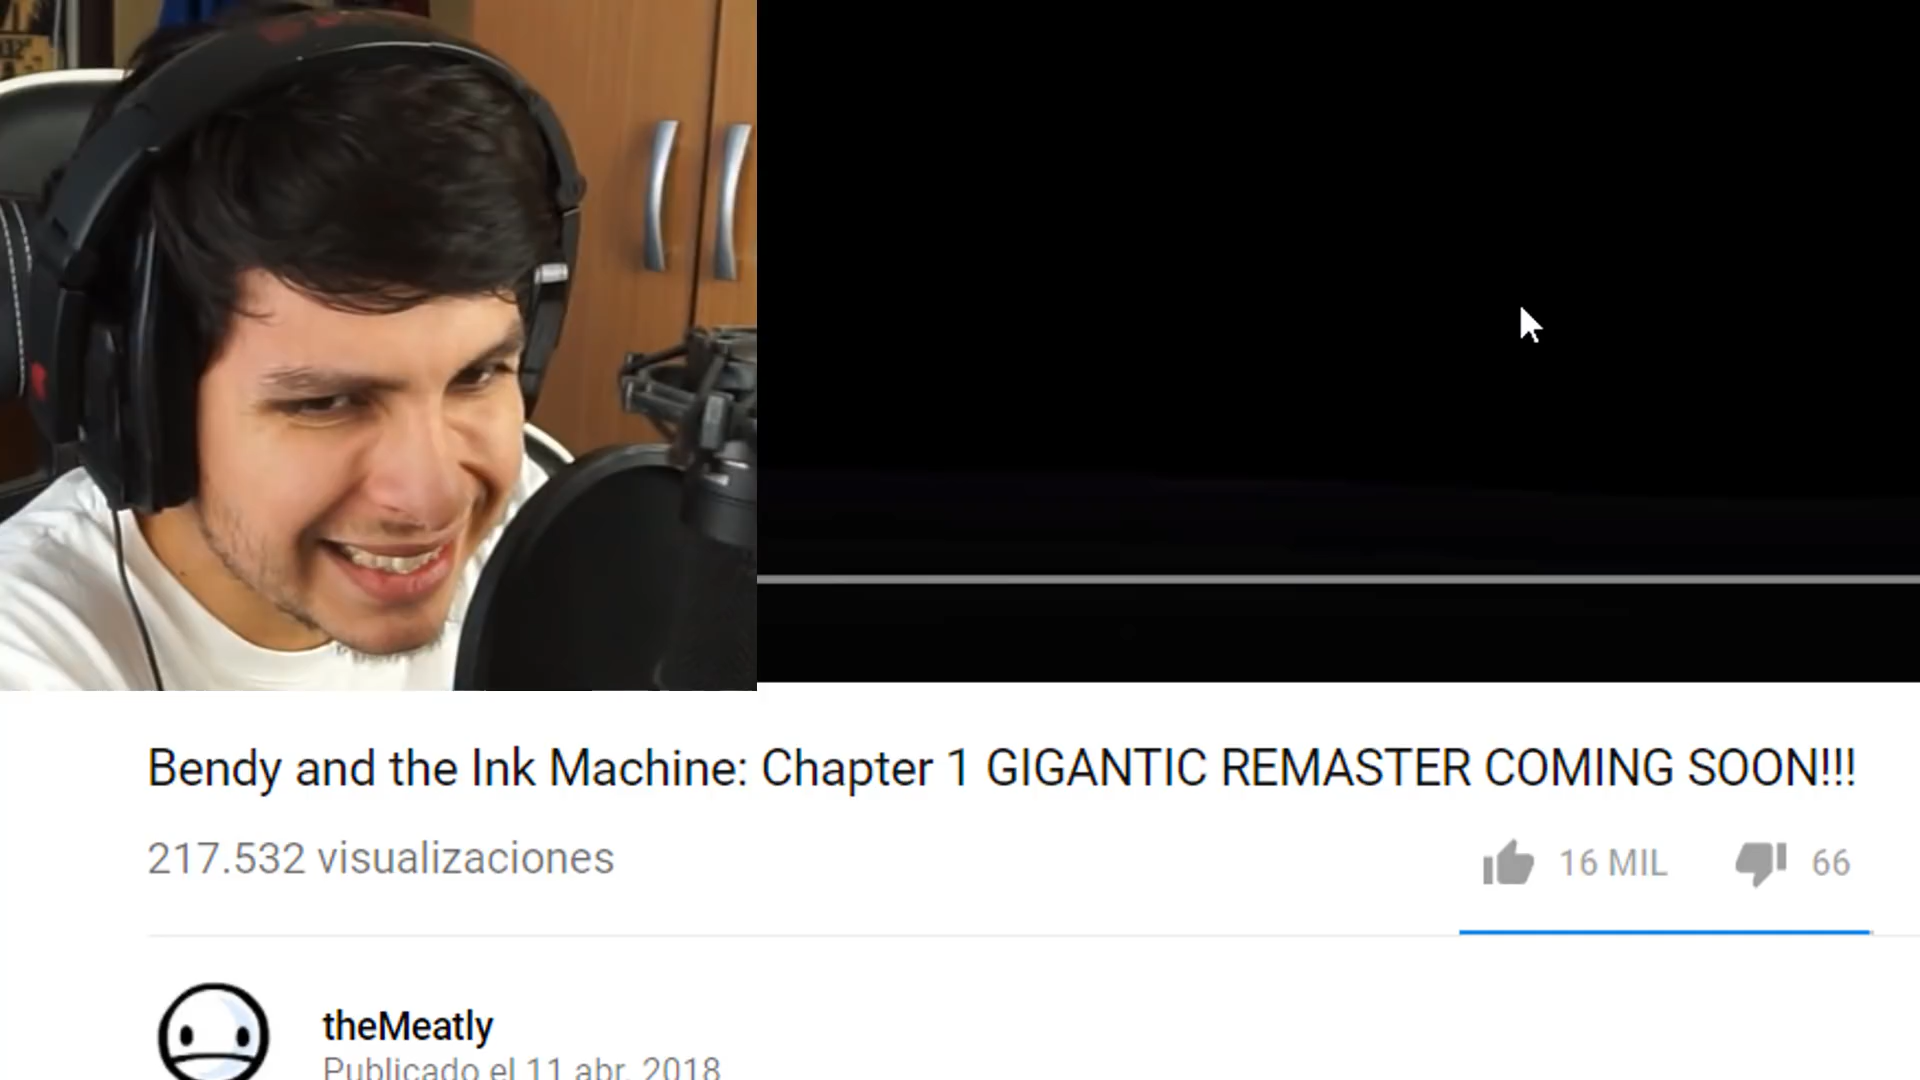 Bendy and the Ink Machine: Chapter 1 GIGANTIC REMASTER COMING SOON!!!
217.532 visualizaciones
16 MIL
66
theMeatly
Publicado el 11 abr. 2018